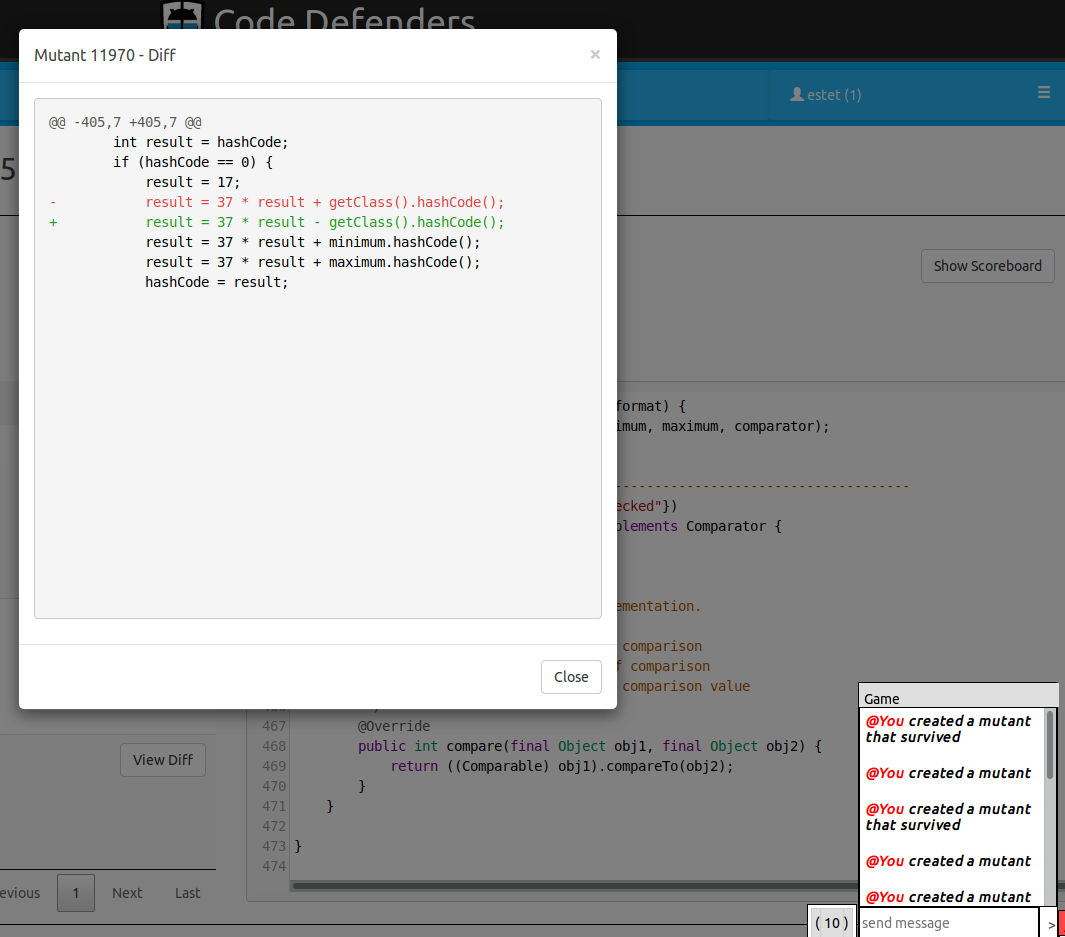 Code Defenders
Mutant 11970 - Diff
×
estet (1)
5
@@ -405,7 +405,7 @@
int result = hashCode;
if (hashCode == 0) {
result = 17;
- result = 37 * result + getClass().hashCode();
+ result = 37 * result - getClass().hashCode();
result = 37 * result + minimum.hashCode();
result = 37 * result + maximum.hashCode();
hashCode = result;
Show Scoreboard
format) {
imum, maximum, comparator);
------------------------------------
ecked"})
plements Comparator {
ementation.
comparison
f comparison
comparison value
Close
467 @Override
468 public int compare(final Object obj1, final Object obj2) {
469 return ((Comparable) obj1).compareTo(obj2);
470 }
471 }
472
473 }
474
View Diff
evious 1 Next Last
Game
@You created a mutant
that survived
@You created a mutant
@You created a mutant
that survived
@You created a mutant
@You created a mutant
( 10 ) send message >